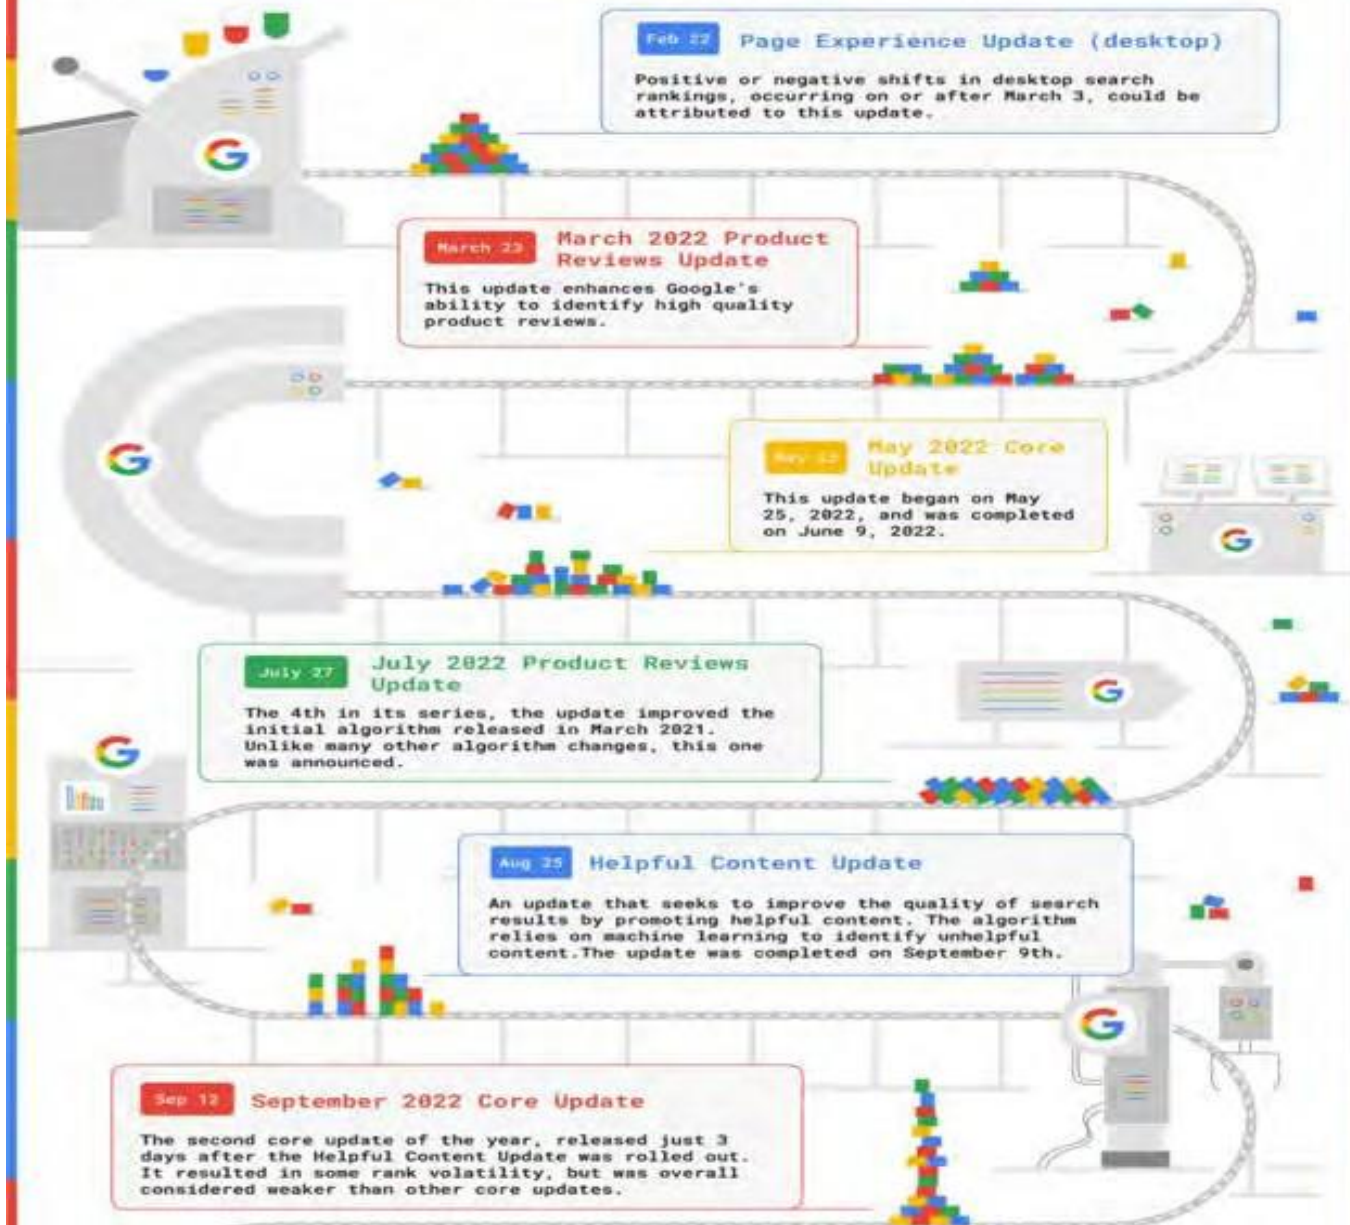 Feb 22
Page Experience Update (desktop)
Positive or negative shifts in desktop search
rankings, occurring on or after March 3, could be
attributed to this update.
March 23
March 2022 Product
Reviews Update
This update enhances Google's
ability to identify high quality
product reviews.
May 2022 Core
Update
This update began on May
25, 2022, and was completed
on June 9, 2022.
July 27
July 2022 Product Reviews
Update
The 4th in its series, the update improved the
initial algorithm released in March 2021.
Unlike many other algorithm changes, this one
was announced.
Aug 25
Helpful Content Update
An update that seeks to improve the quality of search
results by promoting helpful content. The algorithm
relies on machine learning to identify unhelpful
content.The update was completed on September 9th.
Sep 12
September 2022 Core Update
The second core update of the year, released just 3
days after the Helpful Content Update was rolled out.
It resulted in some rank volatility, but was overall
considered weaker than other core updates.